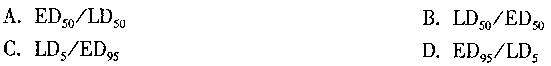 A. ED₅₀/LD₅₀ B. LD₅₀/ED₅₀
C. LD₅/ED₉₅ D. ED₉₅/LD₅